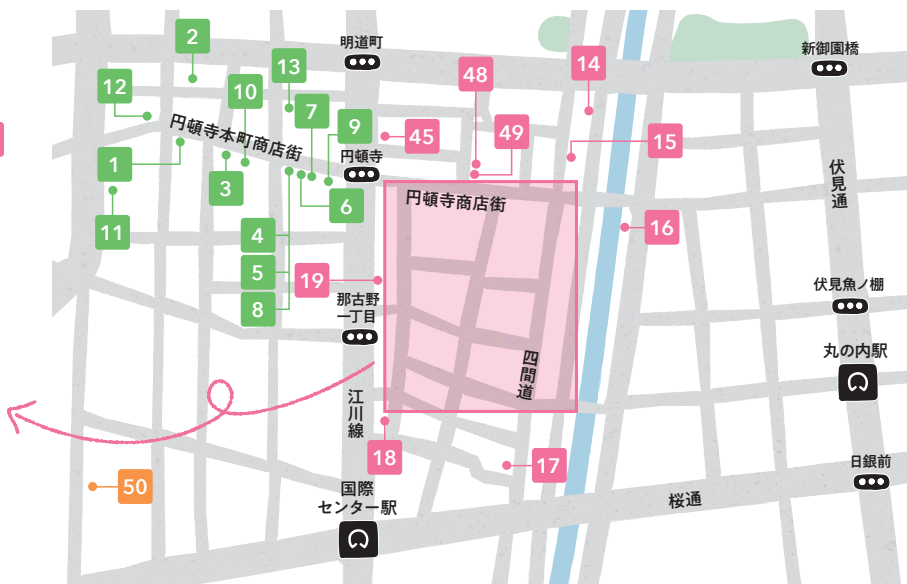 2
明道町
新御園橋
13
48
14
12
10
7
9
45
49
15
円頓寺本町商店街
円頓寺
1
3
6
伏見通
円頓寺商店街
11
4
16
5
19
8
那古野
一丁目
伏見魚ノ棚
丸の内駅
四間道
江川線
18
17
日銀前
50
国際
センター駅
桜通